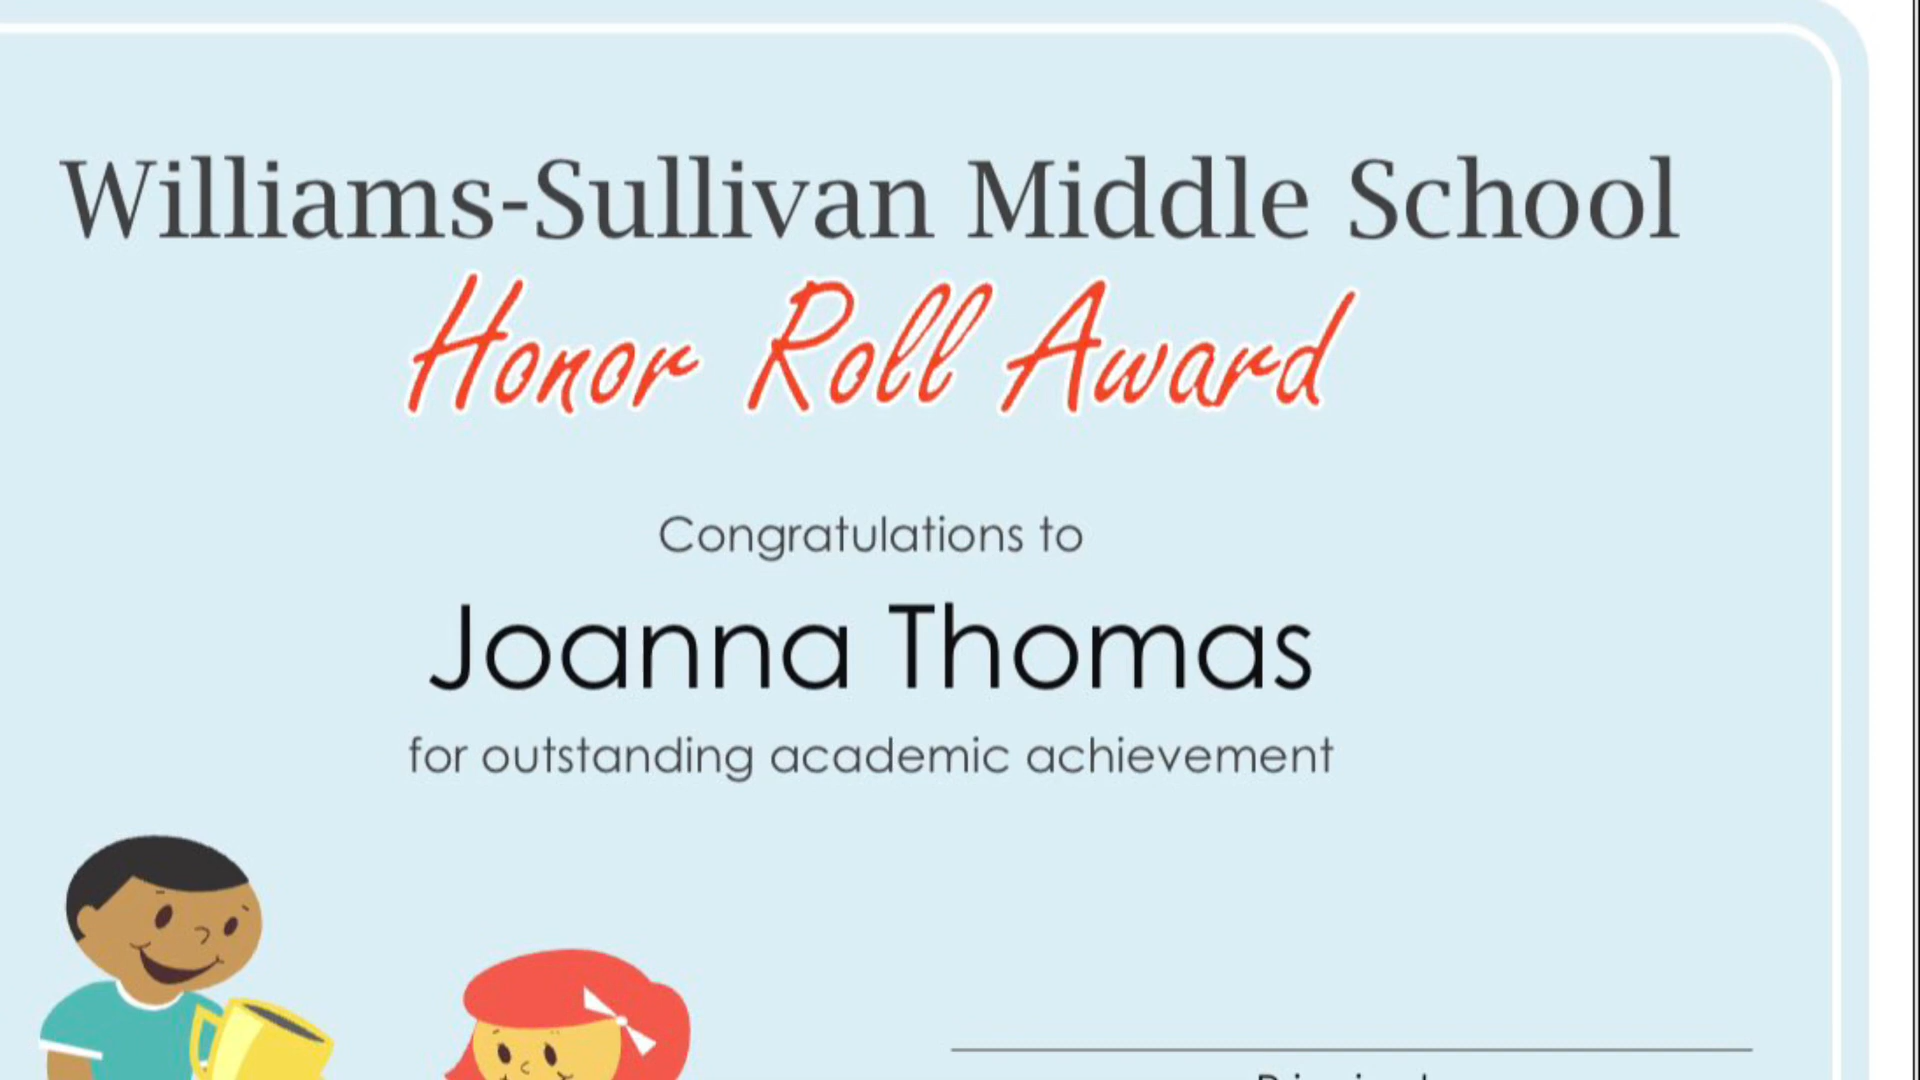 Williams-Sullivan Middle School
Honor Roll Award
Congratulations to
Joanna Thomas
for outstanding academic achievement